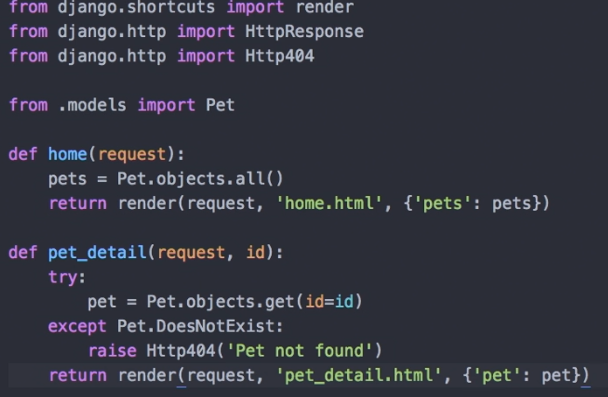 from django.shortcuts import render
from django.http import HttpResponse
from django.http import Http404

from .models import Pet

def home(request):
    pets = Pet.objects.all()
    return render(request, 'home.html', {'pets': pets})

def pet_detail(request, id):
    try:
        pet = Pet.objects.get(id=id)
    except Pet.DoesNotExist:
        raise Http404('Pet not found')
    return render(request, 'pet_detail.html', {'pet': pet})